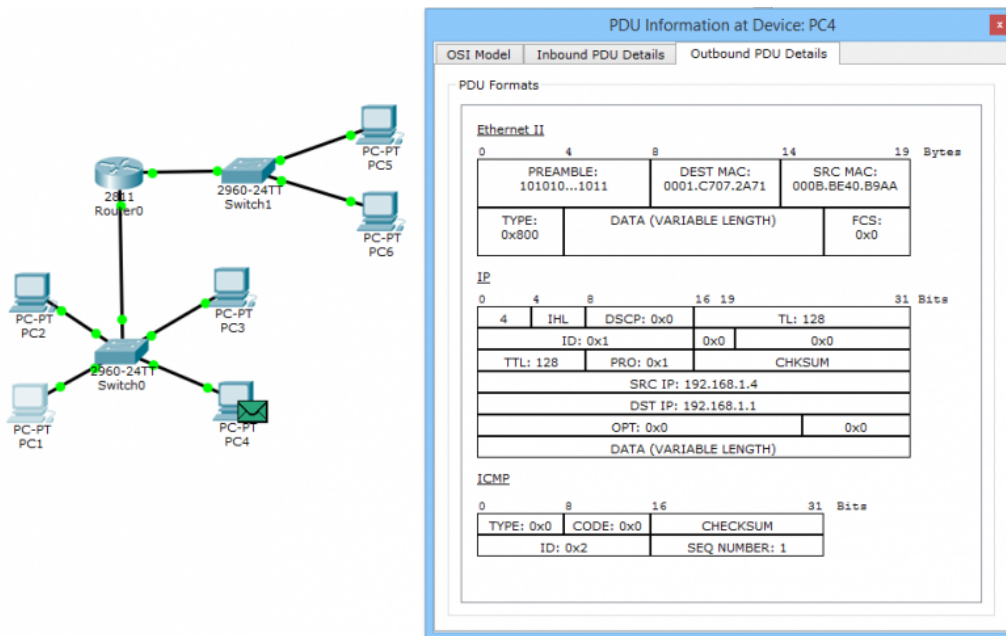 PC-PT
PC5
2811
Router0
2960-24TT
Switch1
PC-PT
PC6
PC-PT
PC2
PC-PT
PC3
2960-24TT
Switch0
PC-PT
PC1
PC-PT
PC4
PDU Information at Device: PC4
x
OSI Model Inbound PDU Details Outbound PDU Details
PDU Formats
Ethernet II
0 4 8 14 19 Bytes
PREAMBLE: DEST MAC: SRC MAC:
101010...1011 0001.C707.2A71 000B.BE40.B9AA
TYPE: DATA (VARIABLE LENGTH) FCS:
0x800 0x0
IP
0 4 8 16 19 31 Bits
4 IHL DSCP: 0x0 TL: 128
ID: 0x1 0x0 0x0
TTL: 128 PRO: 0x1 CHKSUM
SRC IP: 192.168.1.4
DST IP: 192.168.1.1
OPT: 0x0 0x0
DATA (VARIABLE LENGTH)
ICMP
0 8 16 31 Bits
TYPE: 0x0 CODE: 0x0 CHECKSUM
ID: 0x2 SEQ NUMBER: 1